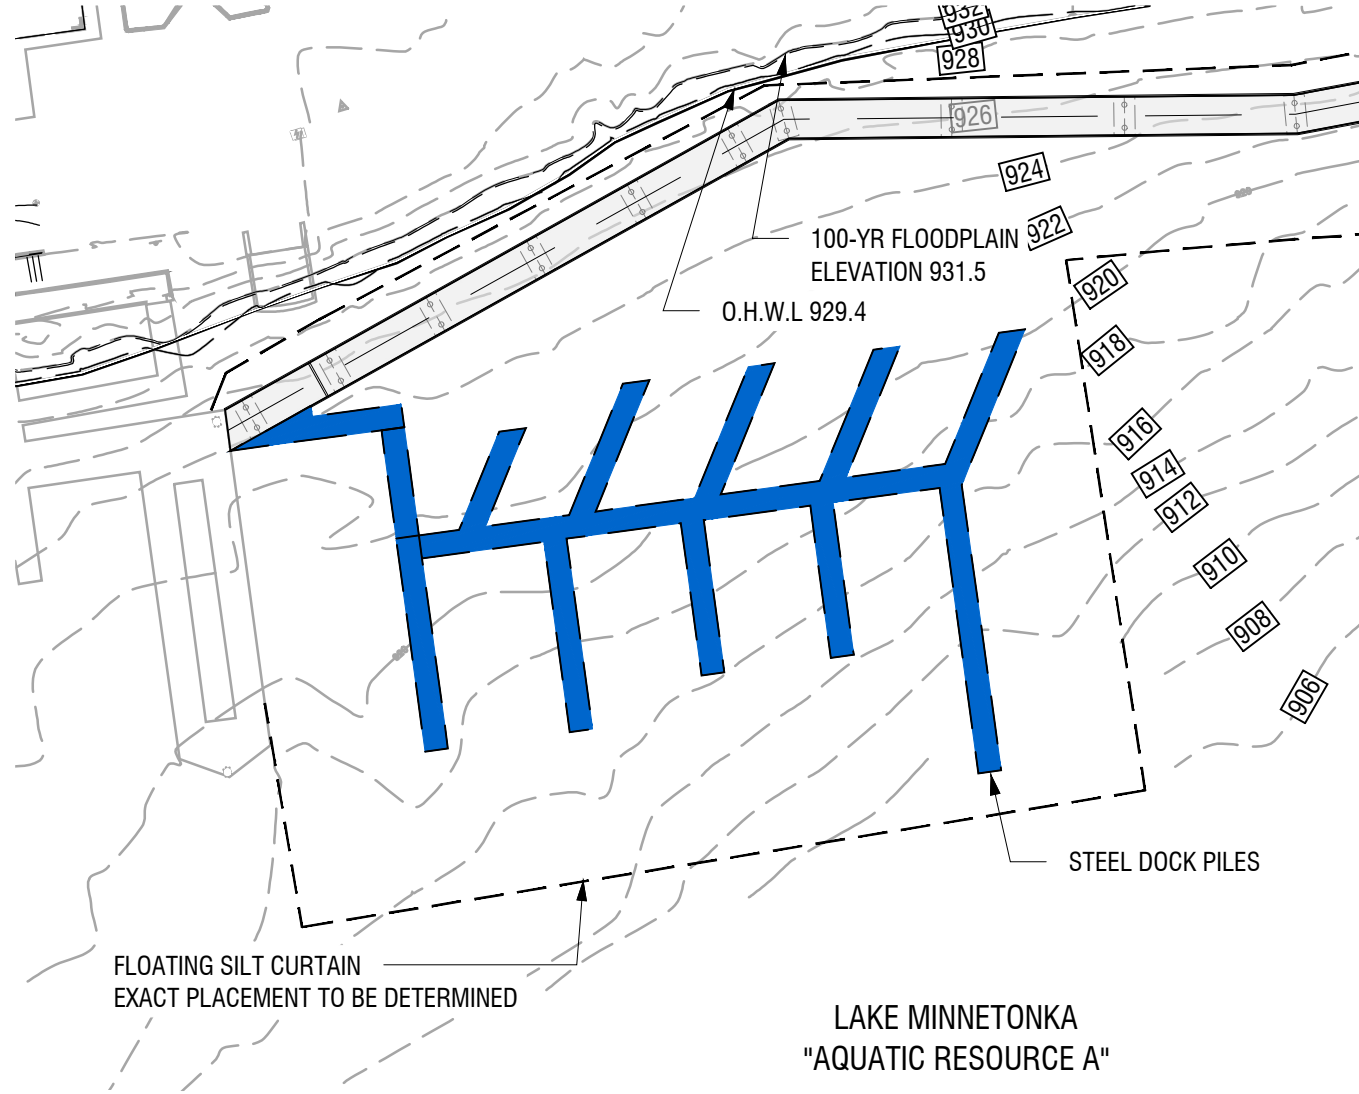 932
930
928
926
924
922
100-YR FLOODPLAIN
ELEVATION 931.5
920
O.H.W.L 929.4
918
916
914
912
910
908
906
STEEL DOCK PILES
FLOATING SILT CURTAIN
EXACT PLACEMENT TO BE DETERMINED
LAKE MINNETONKA
"AQUATIC RESOURCE A"